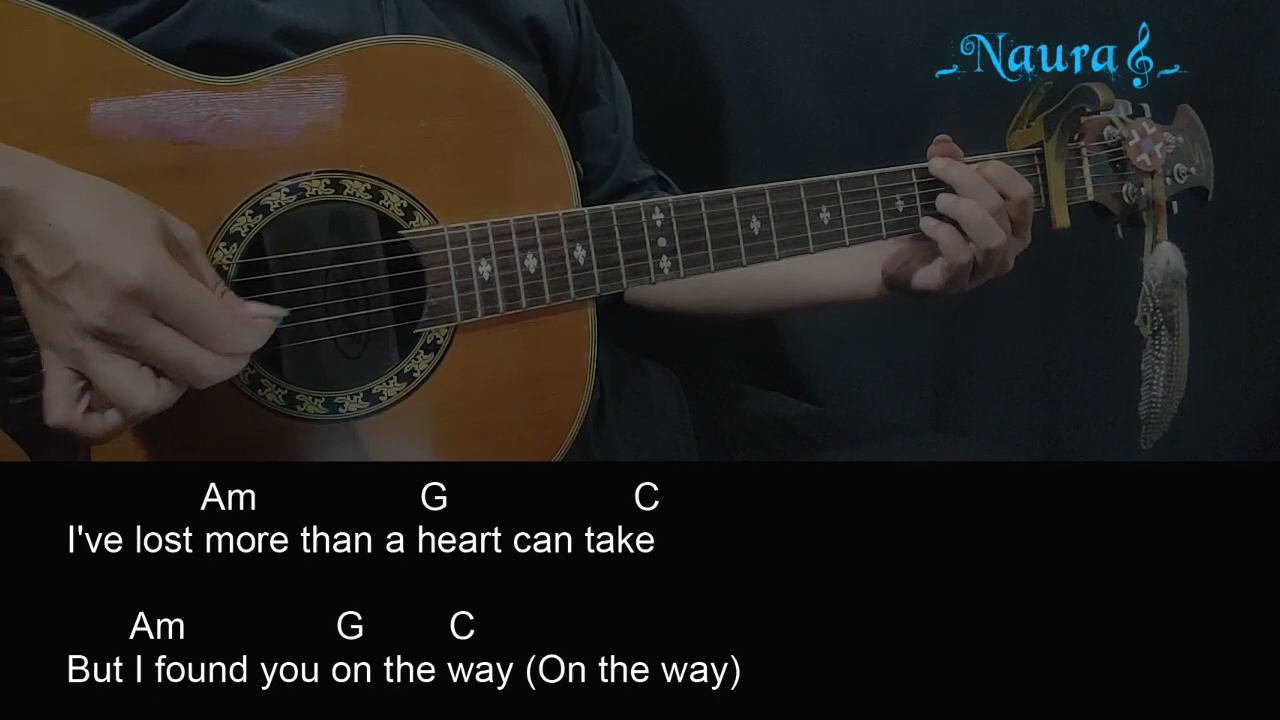 Naura
Am G C
I've lost more than a heart can take
Am G C
But I found you on the way (On the way)